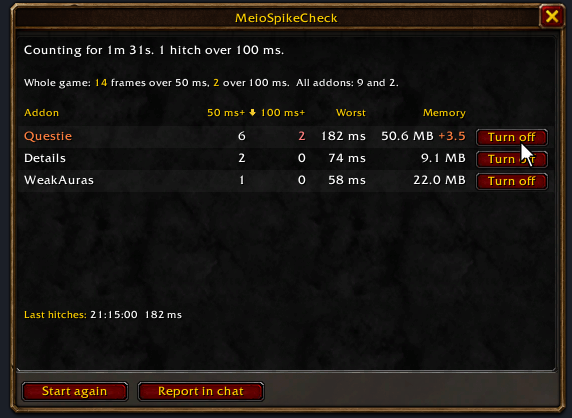 MeioSpikeCheck
Counting for 1m 31s. 1 hitch over 100 ms.
Whole game: 14 frames over 50 ms, 2 over 100 ms. All addons: 9 and 2.
Addon 50 ms+ 100 ms+ Worst Memory
Questie 6 2 182 ms 50.6 MB +3.5 Turn off
Details 2 0 74 ms 9.1 MB Turn off
WeakAuras 1 0 58 ms 22.0 MB Turn off
Last hitches: 21:15:00 182 ms
Start again Report in chat